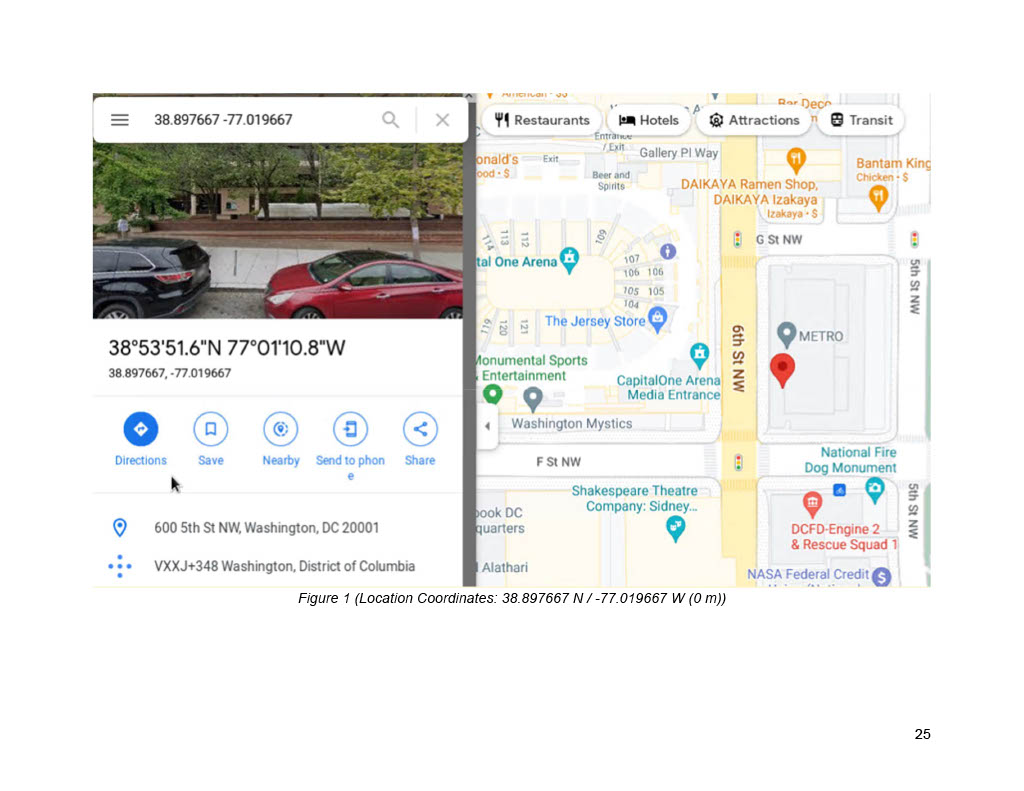 38.897667 -77.019667
38°53'51.6"N 77°01'10.8"W
38.897667, -77.019667
Directions
Save
Nearby
Send to phon
e
Share
600 5th St NW, Washington, DC 20001
VXXJ+348 Washington, District of Columbia
American · $$
Restaurants
Hotels
Attractions
Transit
Bar Deco
Entrance
/ Exit
Exit
Gallery Pl Way
onald's
ood · $
Beer and
Spirits
DAIKAYA Ramen Shop,
DAIKAYA Izakaya
Izakaya · $
Bantam King
Chicken · $
G St NW
5th St NW
114
113
112
109
tal One Arena
107
106 106
105 105
104
The Jersey Store
119
120
121
6th St NW
METRO
Monumental Sports
& Entertainment
CapitalOne Arena
Media Entrance
Washington Mystics
F St NW
National Fire
Dog Monument
Shakespeare Theatre
Company: Sidney...
book DC
quarters
5th St NW
DCFD-Engine 2
& Rescue Squad 1
Alathari
NASA Federal Credit
Figure 1 (Location Coordinates: 38.897667 N / -77.019667 W (0 m))
25